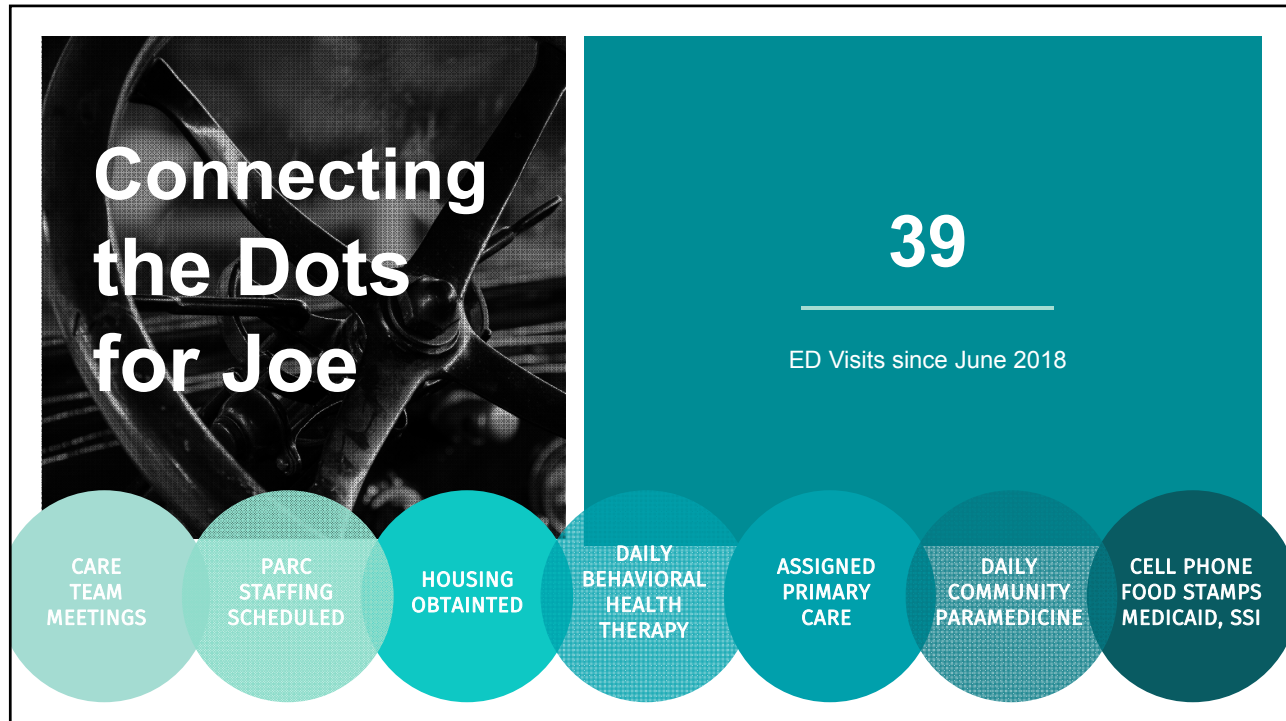 Connecting
the Dots
for Joe
39
ED Visits since June 2018
CARE
TEAM
MEETINGS
PARC
STAFFING
SCHEDULED
HOUSING
OBTAINTED
DAILY
BEHAVIORAL
HEALTH
THERAPY
ASSIGNED
PRIMARY
CARE
DAILY
COMMUNITY
PARAMEDICINE
CELL PHONE
FOOD STAMPS
MEDICAID, SSI